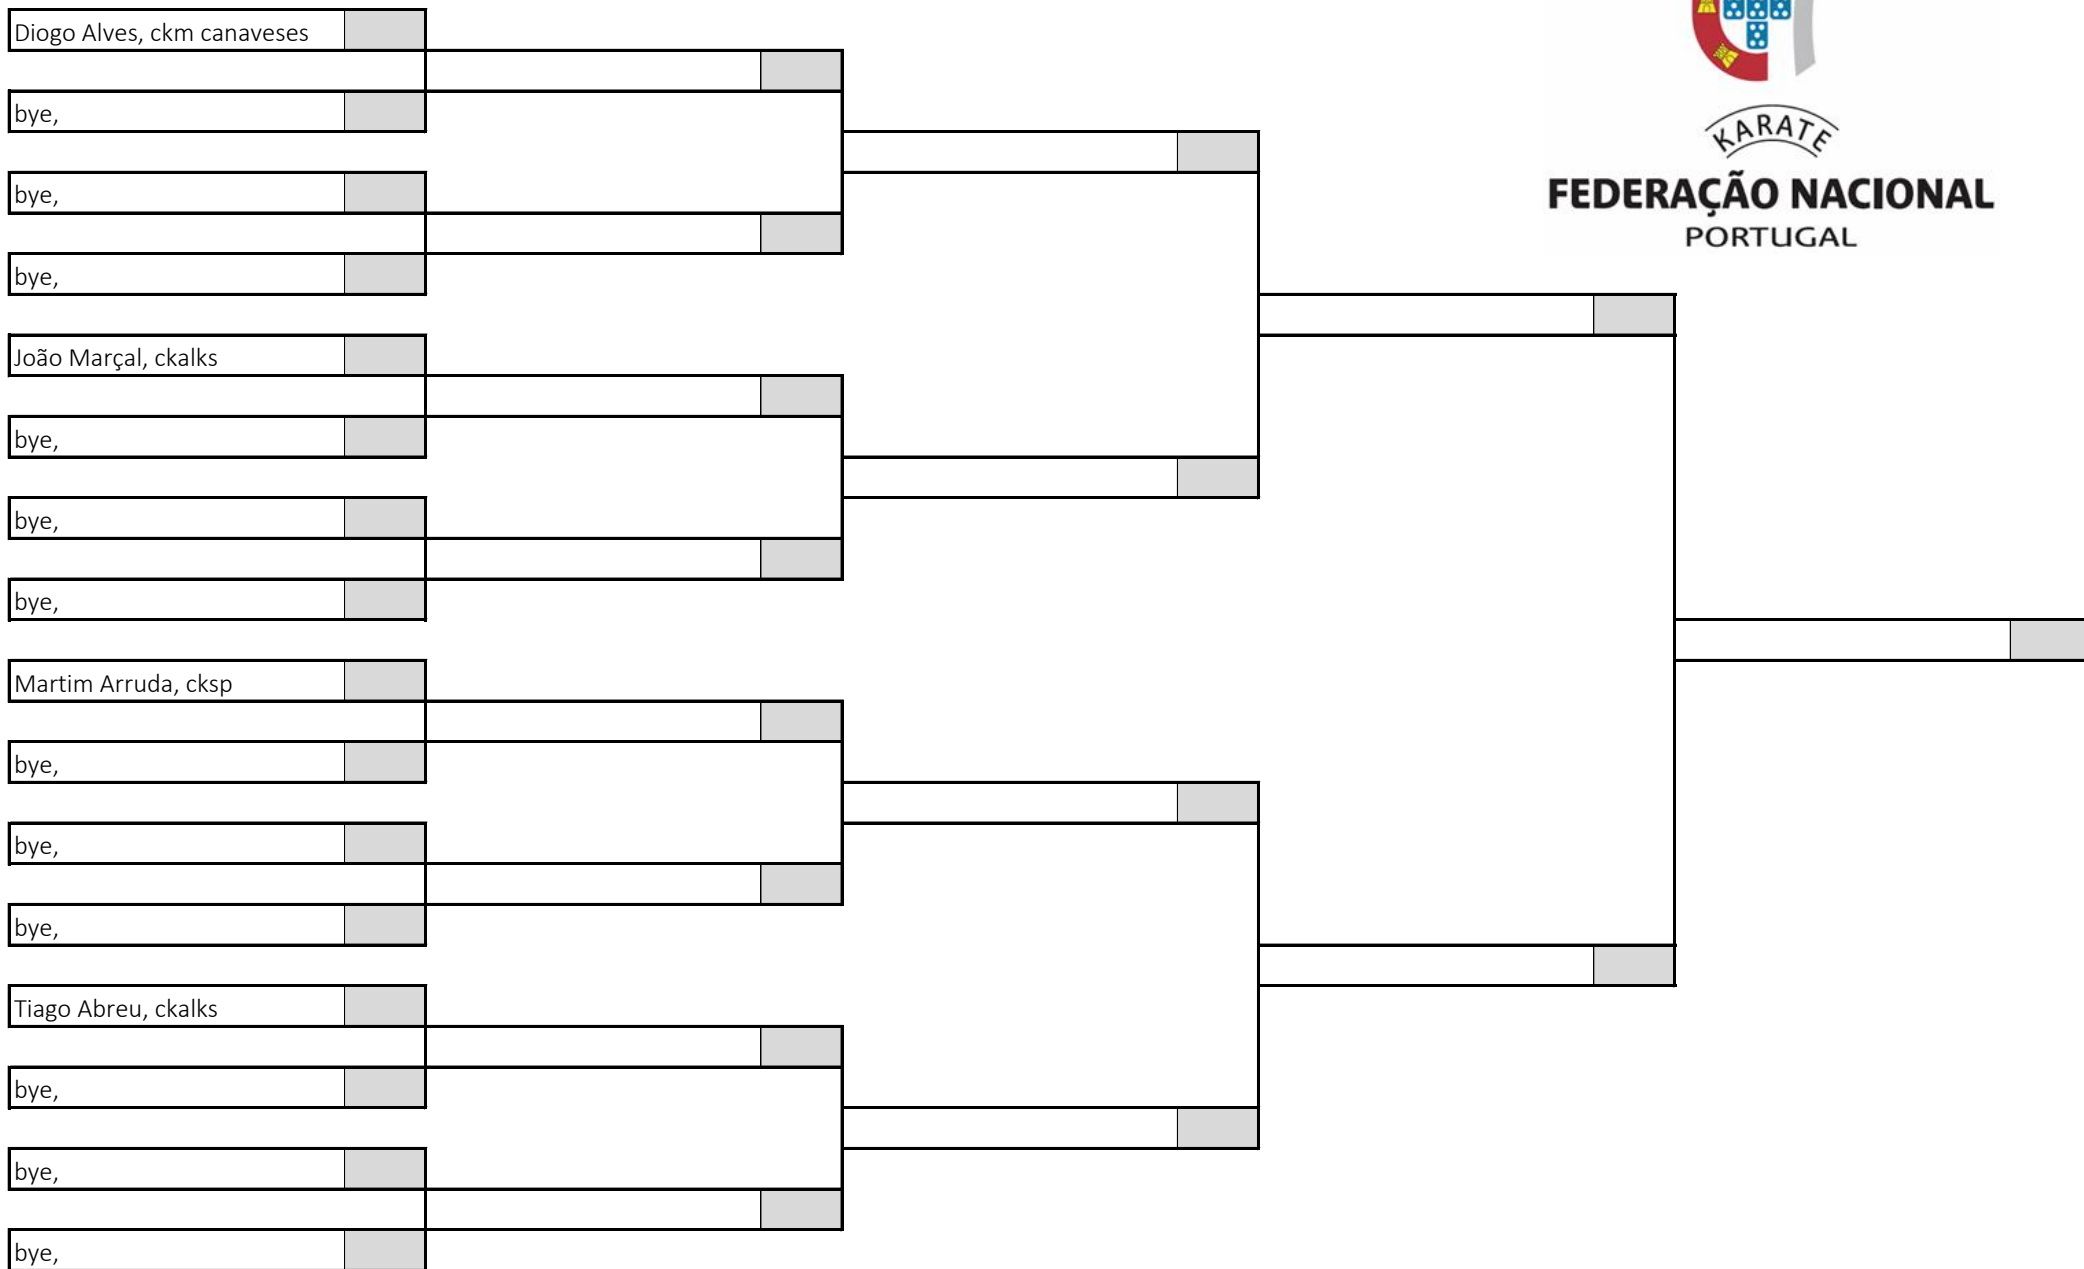 Diogo Alves, ckm canaveses
bye,
bye,
bye,
João Marçal, ckalks
bye,
bye,
bye,
Martim Arruda, cksp
bye,
bye,
bye,
Tiago Abreu, ckalks
bye,
bye,
bye,
KARATE
FEDERAÇÃO NACIONAL
PORTUGAL